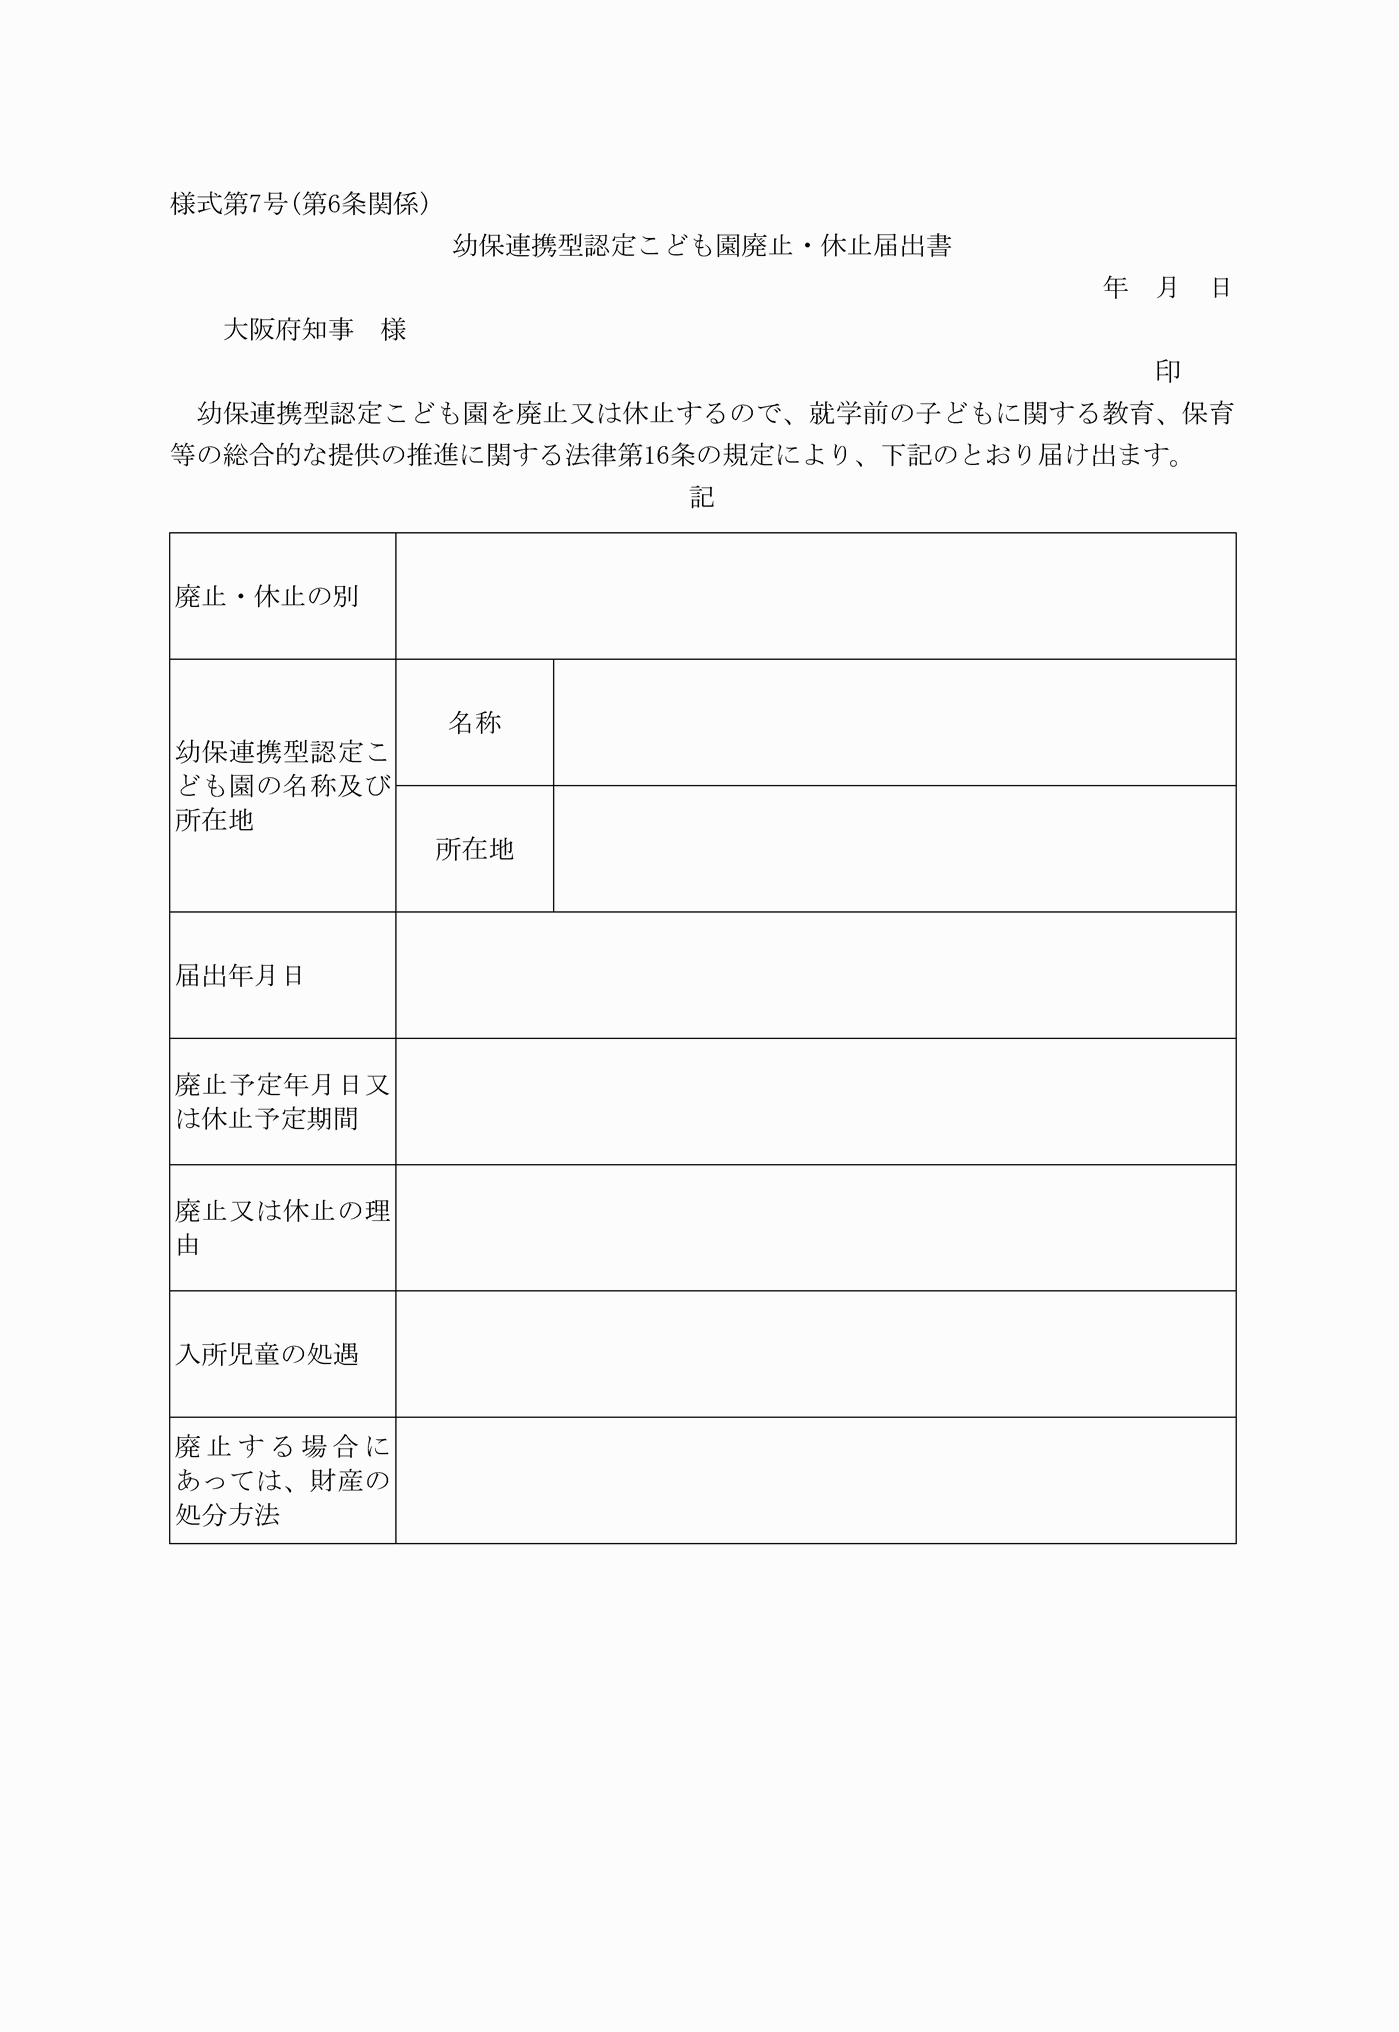 様式第7号(第6条関係)
幼保連携型認定こども園廃止・休止届出書
年　月　日
大阪府知事　様
印
幼保連携型認定こども園を廃止又は休止するので、就学前の子どもに関する教育、保育
等の総合的な提供の推進に関する法律第16条の規定により、下記のとおり届け出ます。
記
廃止・休止の別
幼保連携型認定こ
ども園の名称及び
所在地
名称
所在地
届出年月日
廃止予定年月日又
は休止予定期間
廃止又は休止の理
由
入所児童の処遇
廃止する場合に
あっては、財産の
処分方法